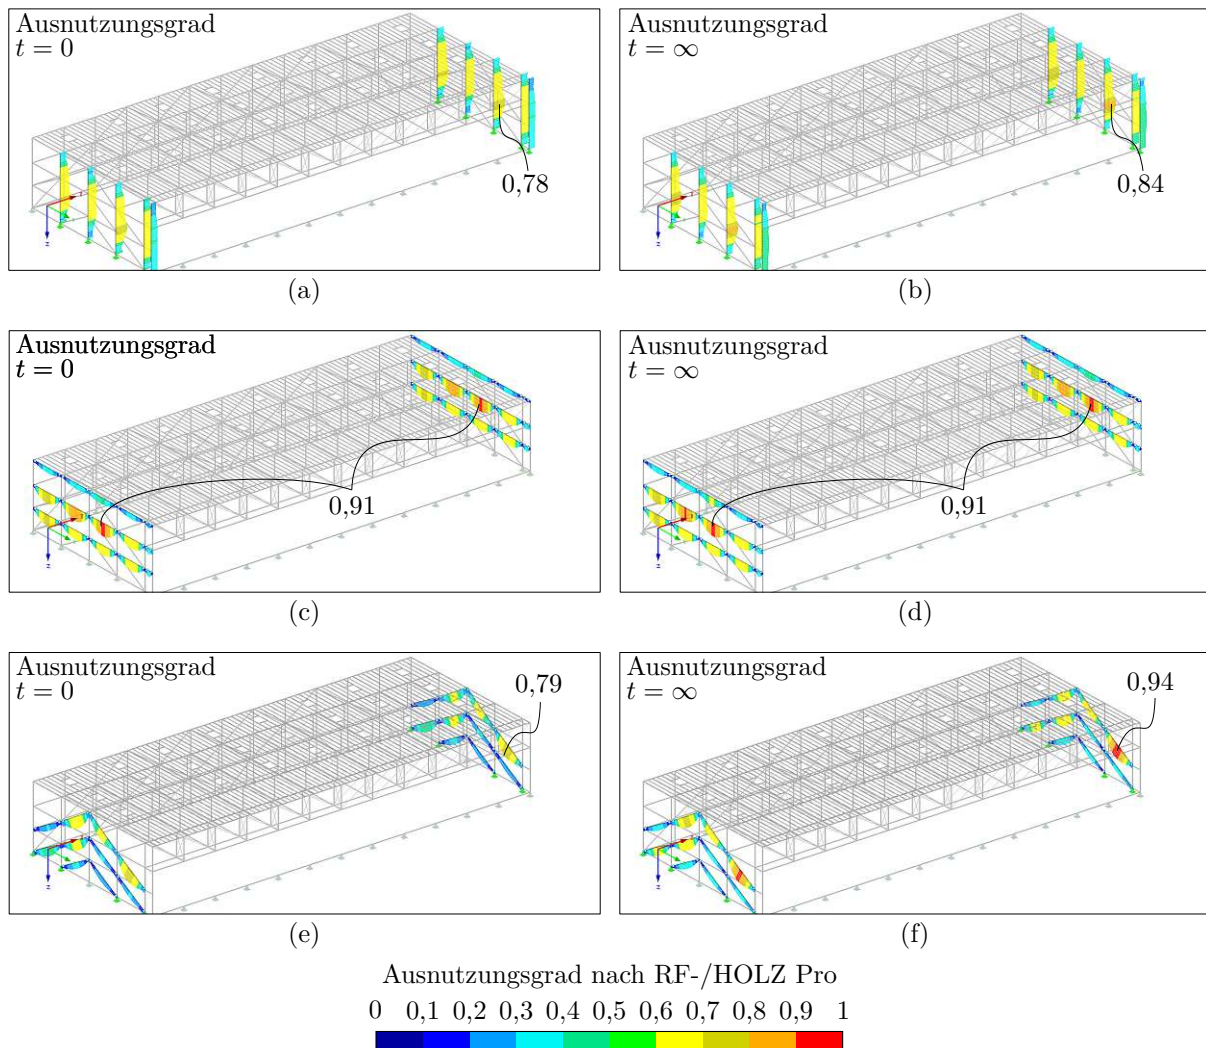 Ausnutzungsgrad
t = 0
0,78
(a)
Ausnutzungsgrad
t = ∞
0,84
(b)
Ausnutzungsgrad
t = 0
0,91
(c)
Ausnutzungsgrad
t = ∞
0,91
(d)
Ausnutzungsgrad
t = 0
0,79
(e)
Ausnutzungsgrad
t = ∞
0,94
(f)
Ausnutzungsgrad nach RF-/HOLZ Pro
0 0,1 0,2 0,3 0,4 0,5 0,6 0,7 0,8 0,9 1